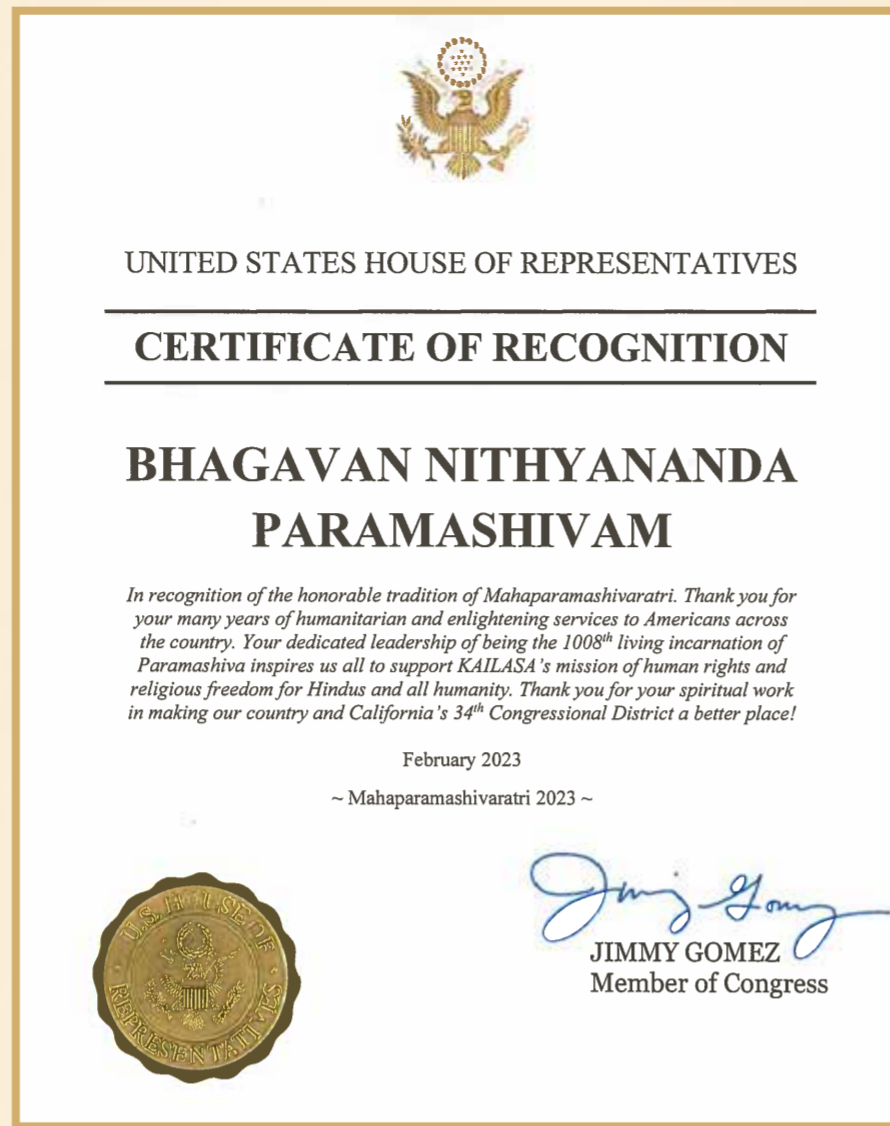 UNITED STATES HOUSE OF REPRESENTATIVES
CERTIFICATE OF RECOGNITION
BHAGAVAN NITHYANANDA
PARAMASHIVAM
In recognition of the honorable tradition of Mahaparamashivaratri. Thank you for
your many years of humanitarian and enlightening services to Americans across
the country. Your dedicated leadership of being the 1008th living incarnation of
Paramashiva inspires us all to support KAILASA's mission of human rights and
religious freedom for Hindus and all humanity. Thank you for your spiritual work
in making our country and California's 34th Congressional District a better place!
February 2023
~ Mahaparamashivaratri 2023 ~
U.S. HOUSE OF
REPRESENTATIVES
Jimmy Gomez
JIMMY GOMEZ
Member of Congress